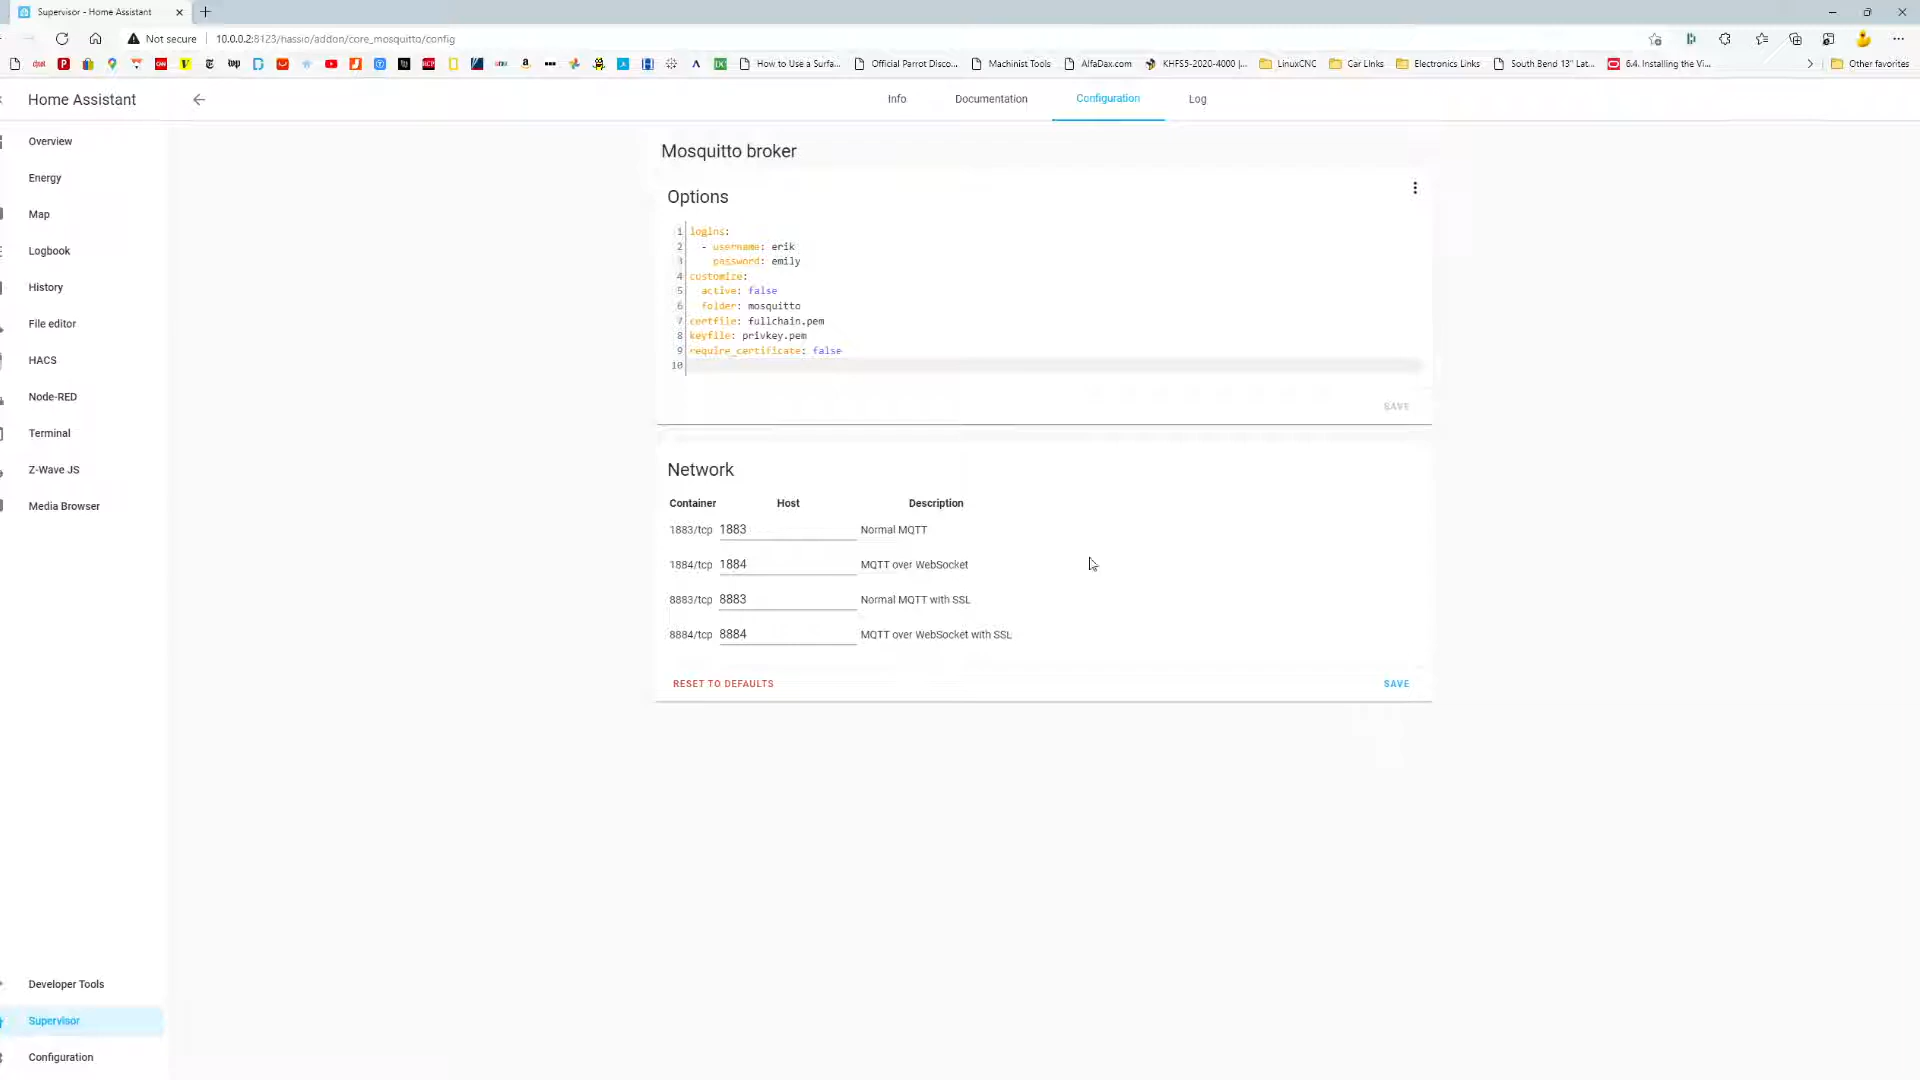 Supervisor - Home Assistant
Not secure 10.0.0.2:8123/hassio/addon/core_mosquitto/config
How to Use a Surfa... Official Parrot Disco... Machinist Tools AlfaDax.com KHFS5-2020-4000 |... LinuxCNC Car Links Electronics Links South Bend 13" Lat... 6.4. Installing the Vi... Other favorites
Home Assistant
Info Documentation Configuration Log
Overview
Energy
Map
Logbook
History
File editor
HACS
Node-RED
Terminal
Z-Wave JS
Media Browser
Developer Tools
Supervisor
Configuration
Mosquitto broker
Options
1 logins:
2 - username: erik
3 password: emily
4 customize:
5 active: false
6 folder: mosquitto
7 certfile: fullchain.pem
8 keyfile: privkey.pem
9 require_certificate: false
10
SAVE
Network
Container Host Description
1883/tcp 1883 Normal MQTT
1884/tcp 1884 MQTT over WebSocket
8883/tcp 8883 Normal MQTT with SSL
8884/tcp 8884 MQTT over WebSocket with SSL
RESET TO DEFAULTS SAVE